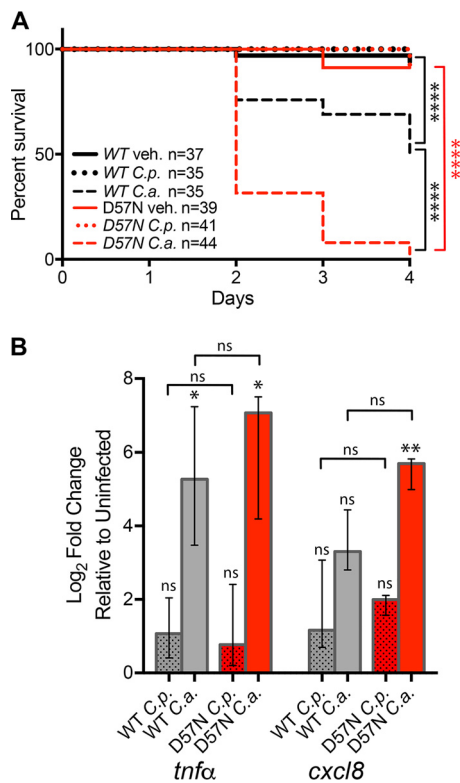 A
Percent survival
100
50
0
WT veh. n=37
WT C.p. n=35
WT C.a. n=35
D57N veh. n=39
D57N C.p. n=41
D57N C.a. n=44
****
****
****
0 1 2 3 4
Days
B
Log2 Fold Change
Relative to Uninfected
8
6
4
2
0
ns
ns
*
*
ns
ns
ns
ns
**
ns
ns
ns
WT C.p.
WT C.a.
D57N C.p.
D57N C.a.
WT C.p.
WT C.a.
D57N C.p.
D57N C.a.
tnfα cxcl8